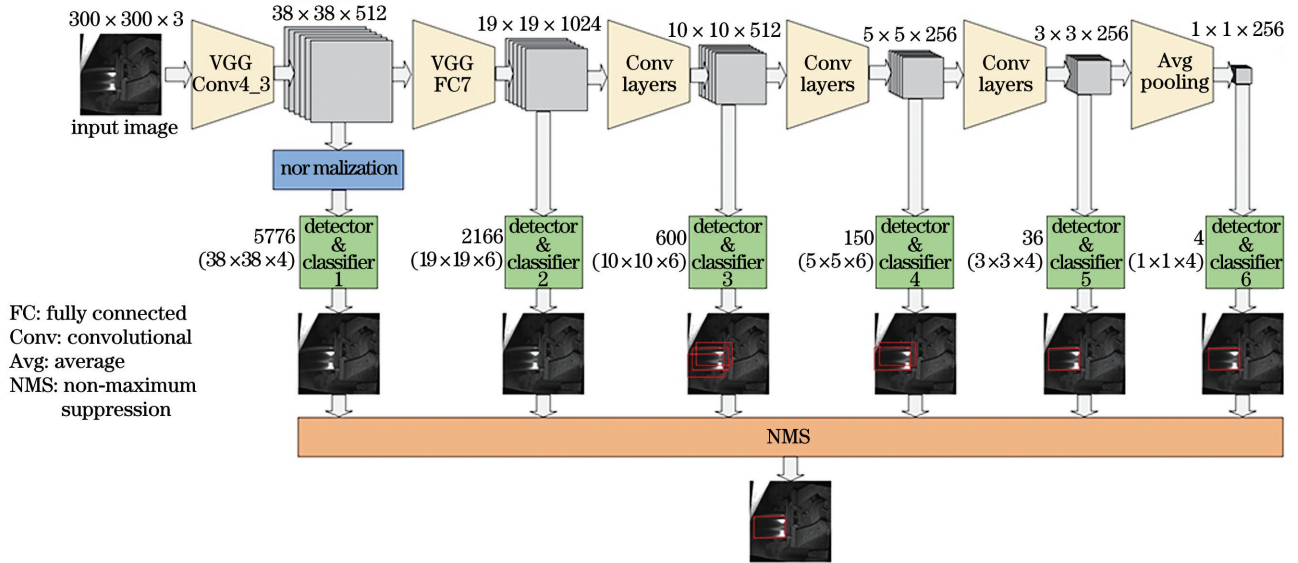 300×300×3
38×38×512
19×19×1024
10×10×512
5×5×256
3×3×256
1×1×256
VGG
Conv4_3
VGG
FC7
Conv
layers
Conv
layers
Conv
layers
Avg
pooling
input image
nor malization
5776
(38×38×4)
detector
&
classifier
1
2166
(19×19×6)
detector
&
classifier
2
600
(10×10×6)
detector
&
classifier
3
150
(5×5×6)
detector
&
classifier
4
36
(3×3×4)
detector
&
classifier
5
4
(1×1×4)
detector
&
classifier
6
FC: fully connected
Conv: convolutional
Avg: average
NMS: non-maximum
suppression
NMS